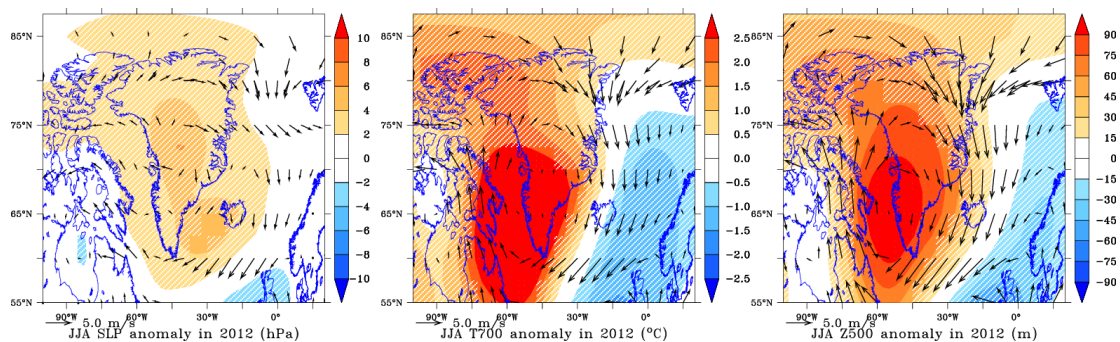 85°N
75°N
65°N
55°N
90°W 60°W 30°W 0°
5.0 m/s
JJA SLP anomaly in 2012 (hPa)
10
8
6
4
2
0
−2
−4
−6
−8
−10
85°N
75°N
65°N
55°N
90°W 60°W 30°W 0°
5.0 m/s
JJA T700 anomaly in 2012 (°C)
2.5
2.0
1.5
1.0
0.5
0.0
−0.5
−1.0
−1.5
−2.0
−2.5
85°N
75°N
65°N
55°N
90°W 60°W 30°W 0°
5.0 m/s
JJA Z500 anomaly in 2012 (m)
90
75
60
45
30
15
0
−15
−30
−45
−60
−75
−90